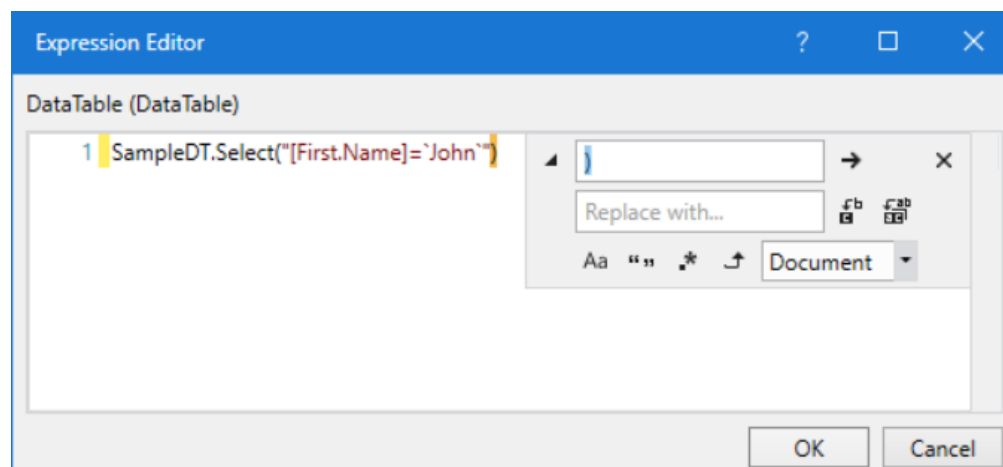 Expression Editor ?
DataTable (DataTable)
1 SampleDT.Select("[First.Name]=`John`")
)
Replace with...
Aa “ ” .* Document
OK Cancel